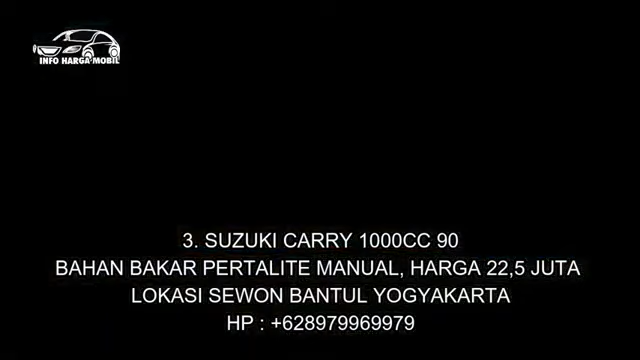 INFO HARGA MOBIL
3. SUZUKI CARRY 1000CC 90
BAHAN BAKAR PERTALITE MANUAL, HARGA 22,5 JUTA
LOKASI SEWON BANTUL YOGYAKARTA
HP : +628979969979